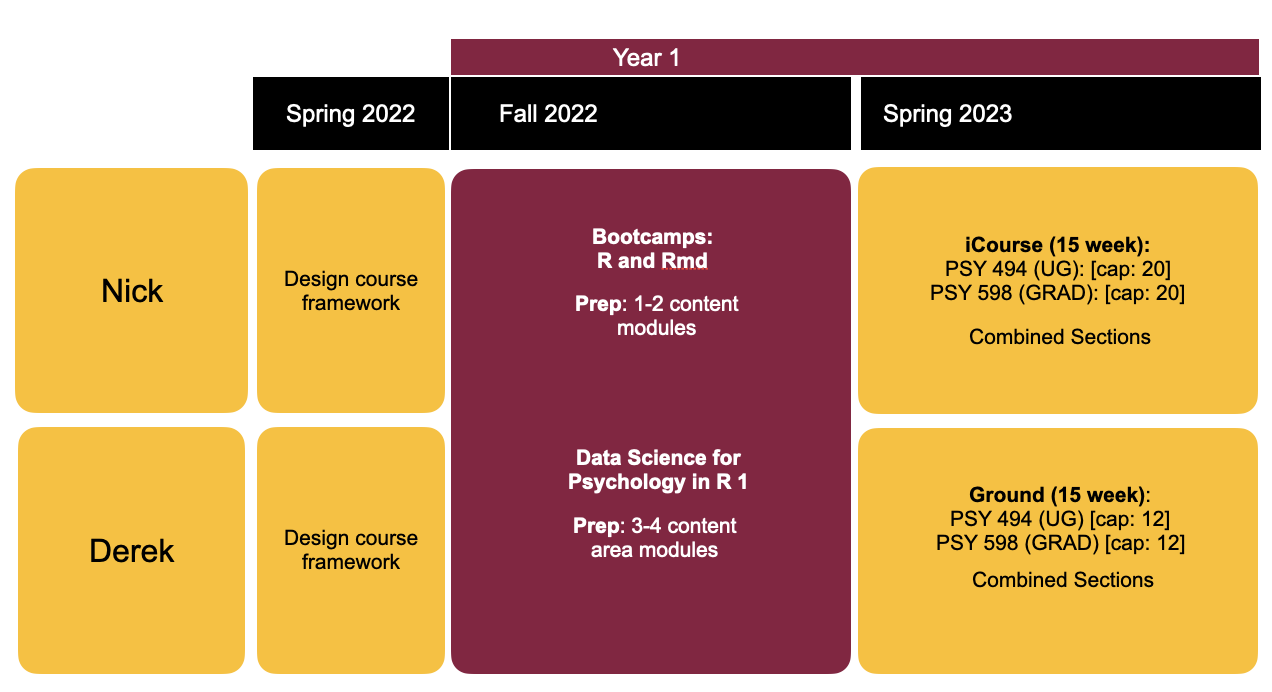 Year 1
Spring 2022
Fall 2022
Spring 2023
Nick
Design course
framework
Bootcamps:
R and Rmd
Prep: 1-2 content
modules
iCourse (15 week):
PSY 494 (UG): [cap: 20]
PSY 598 (GRAD): [cap: 20]
Combined Sections
Derek
Design course
framework
Data Science for
Psychology in R 1
Prep: 3-4 content
area modules
Ground (15 week):
PSY 494 (UG) [cap: 12]
PSY 598 (GRAD) [cap: 12]
Combined Sections